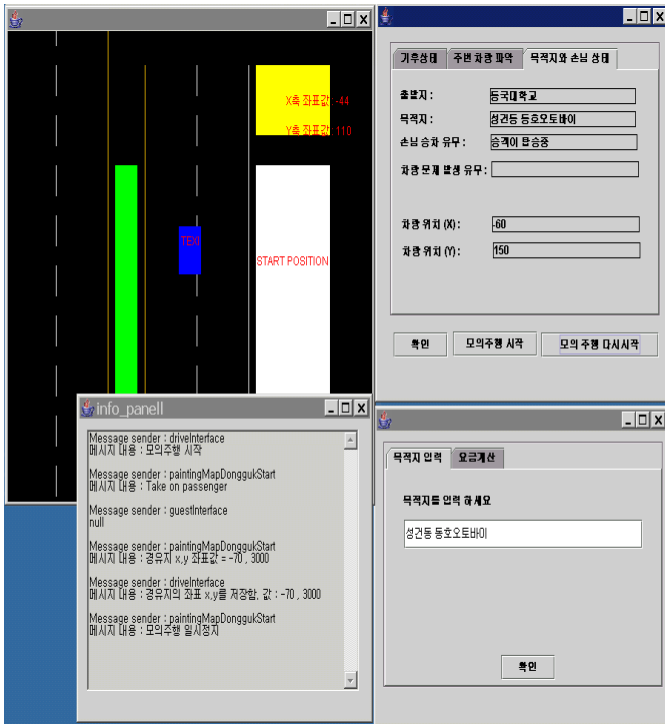 X축 좌표값:-44
Y축 좌표값:110
TEXI
START POSITION
기후상태 주변 차량 파악 목적지와 손님 상태
출발지 : 동국대학교
목적지 : 성건동 동호오토바이
손님 승차 유무 : 승객이 탑승중
차량 문제 발생 유무 :
차량 위치 (X) : -60
차량 위치 (Y) : 150
확인 모의주행 시작 모의 주행 다시시작
info_panell
Message sender : driveInterface
메시지 내용 : 모의주행 시작
Message sender : paintingMapDonggukStart
메시지 내용 : Take on passenger
Message sender : guestInterface
null
Message sender : paintingMapDonggukStart
메시지 내용 : 경유지 x,y 좌표값 = -70 , 3000
Message sender : driveInterface
메시지 내용 : 경유지의 좌표 x,y를 저장함, 값 : -70 , 3000
Message sender : paintingMapDonggukStart
메시지 내용 : 모의주행 일시정지
목적지 입력 요금계산
목적지를 입력 하세요
성건동 동호오토바이
확인